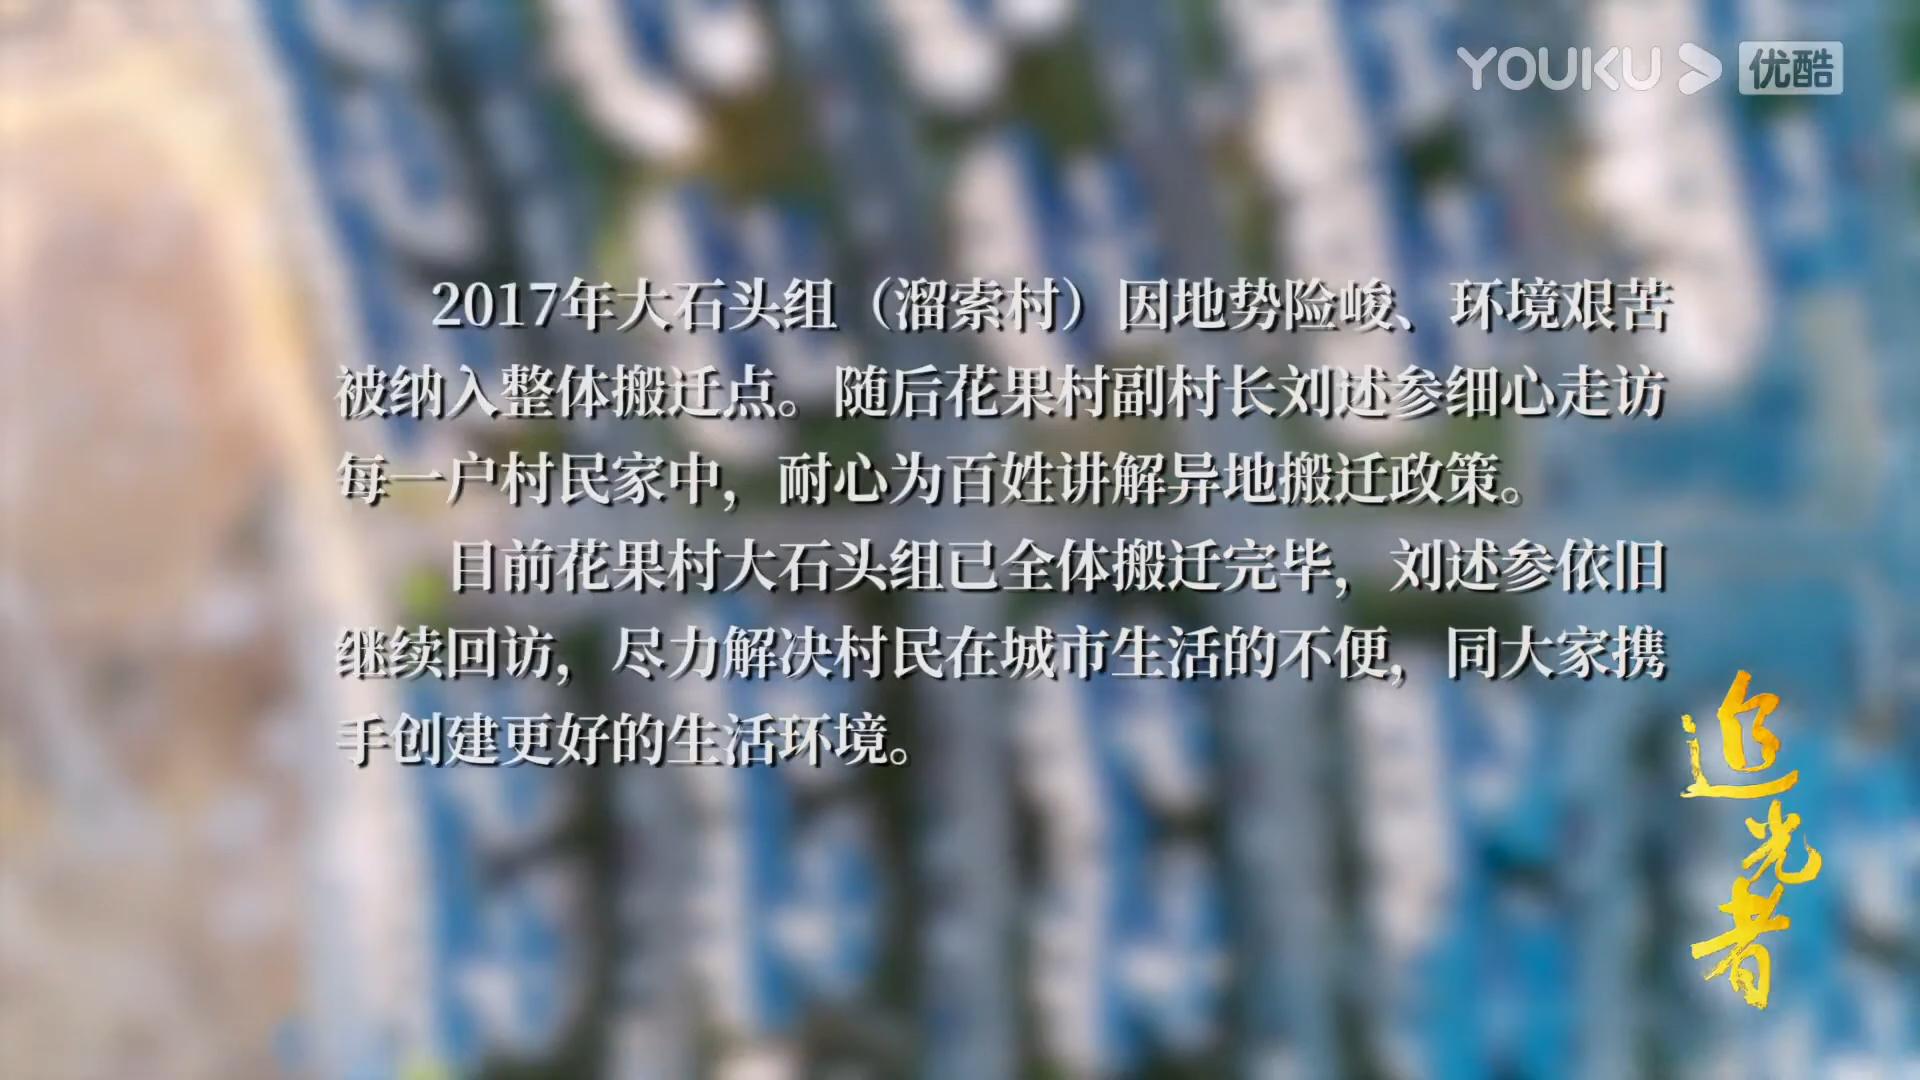 YOUKU 优酷
2017年大石头组（溜索村）因地势险峻、环境艰苦
被纳入整体搬迁点。随后花果村副村长刘述参细心走访
每一户村民家中，耐心为百姓讲解异地搬迁政策。
目前花果村大石头组已全体搬迁完毕，刘述参依旧
继续回访，尽力解决村民在城市生活的不便，同大家携
手创建更好的生活环境。
追光者